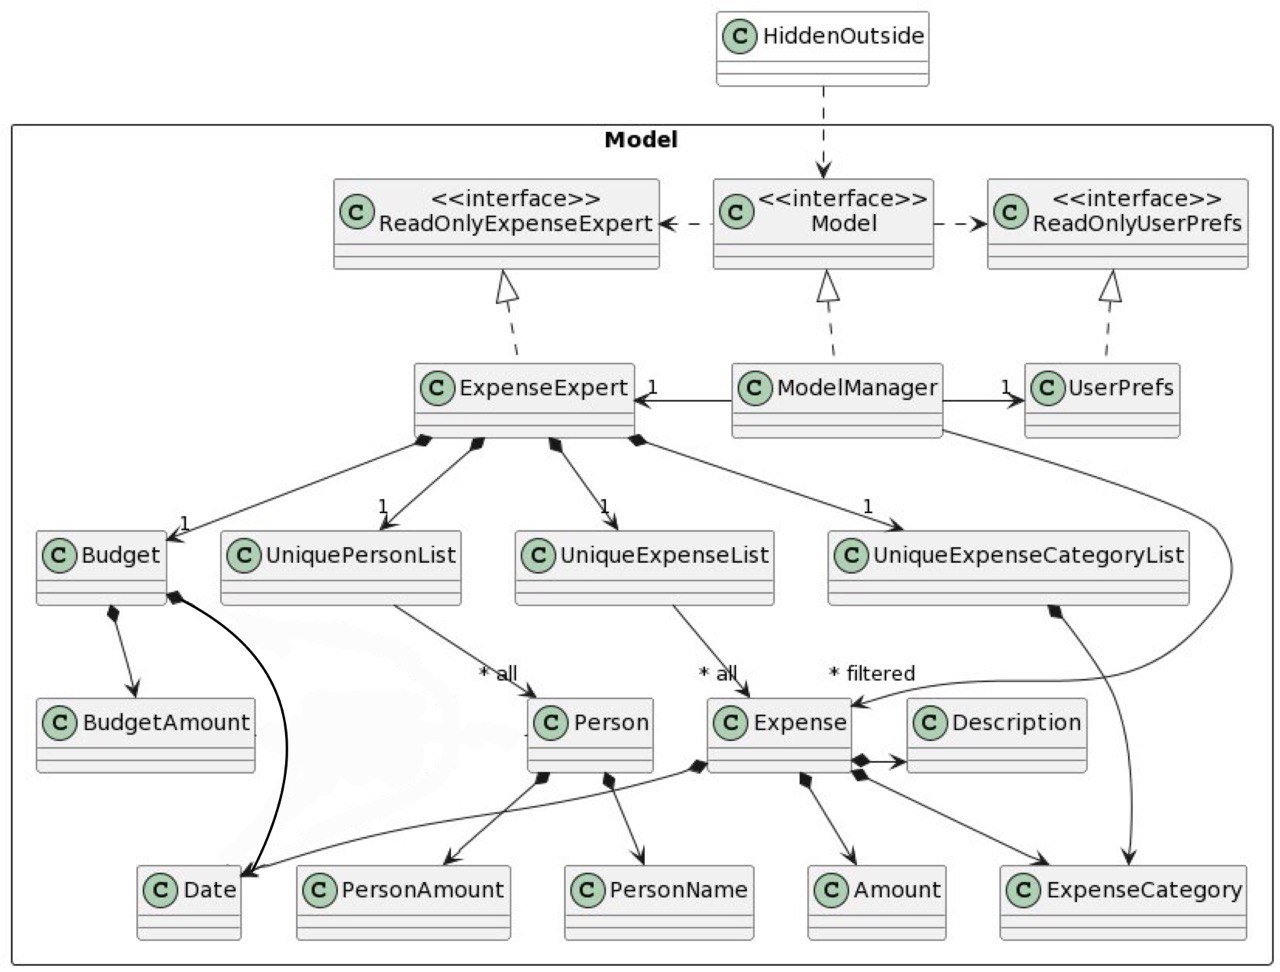 C HiddenOutside
Model
C <<interface>>
ReadOnlyExpenseExpert
C <<interface>>
Model
C <<interface>>
ReadOnlyUserPrefs
C ExpenseExpert
1
C ModelManager
1
C UserPrefs
1
1
1
1
C Budget
C UniquePersonList
C UniqueExpenseList
C UniqueExpenseCategoryList
* all
* all
* filtered
C BudgetAmount
C Person
C Expense
C Description
C Date
C PersonAmount
C PersonName
C Amount
C ExpenseCategory